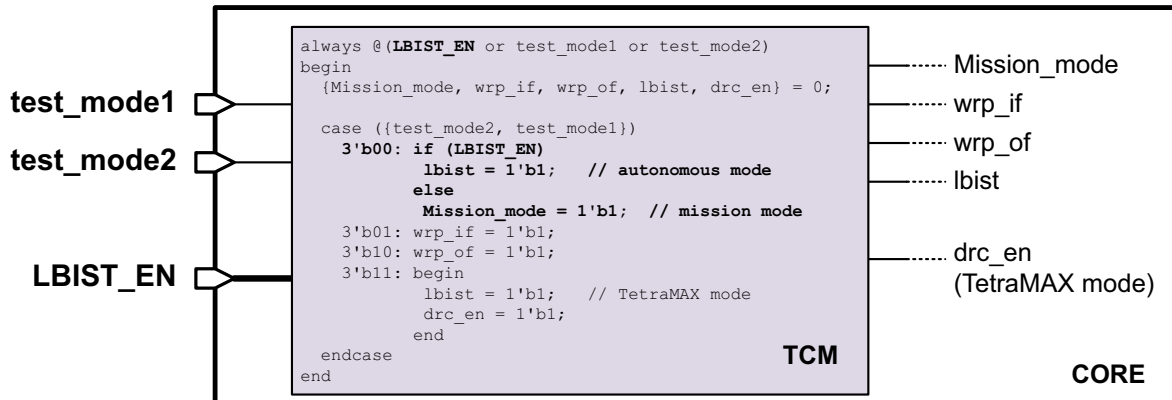 always @(LBIST_EN or test_mode1 or test_mode2)
begin
  {Mission_mode, wrp_if, wrp_of, lbist, drc_en} = 0;
  case ({test_mode2, test_mode1})
    3'b00: if (LBIST_EN)
             lbist = 1'b1;   // autonomous mode
           else
             Mission_mode = 1'b1;  // mission mode
    3'b01: wrp_if = 1'b1;
    3'b10: wrp_of = 1'b1;
    3'b11: begin
             lbist = 1'b1;   // TetraMAX mode
             drc_en = 1'b1;
           end
  endcase
end
TCM
test_mode1
test_mode2
LBIST_EN
Mission_mode
wrp_if
wrp_of
lbist
drc_en
(TetraMAX mode)
CORE